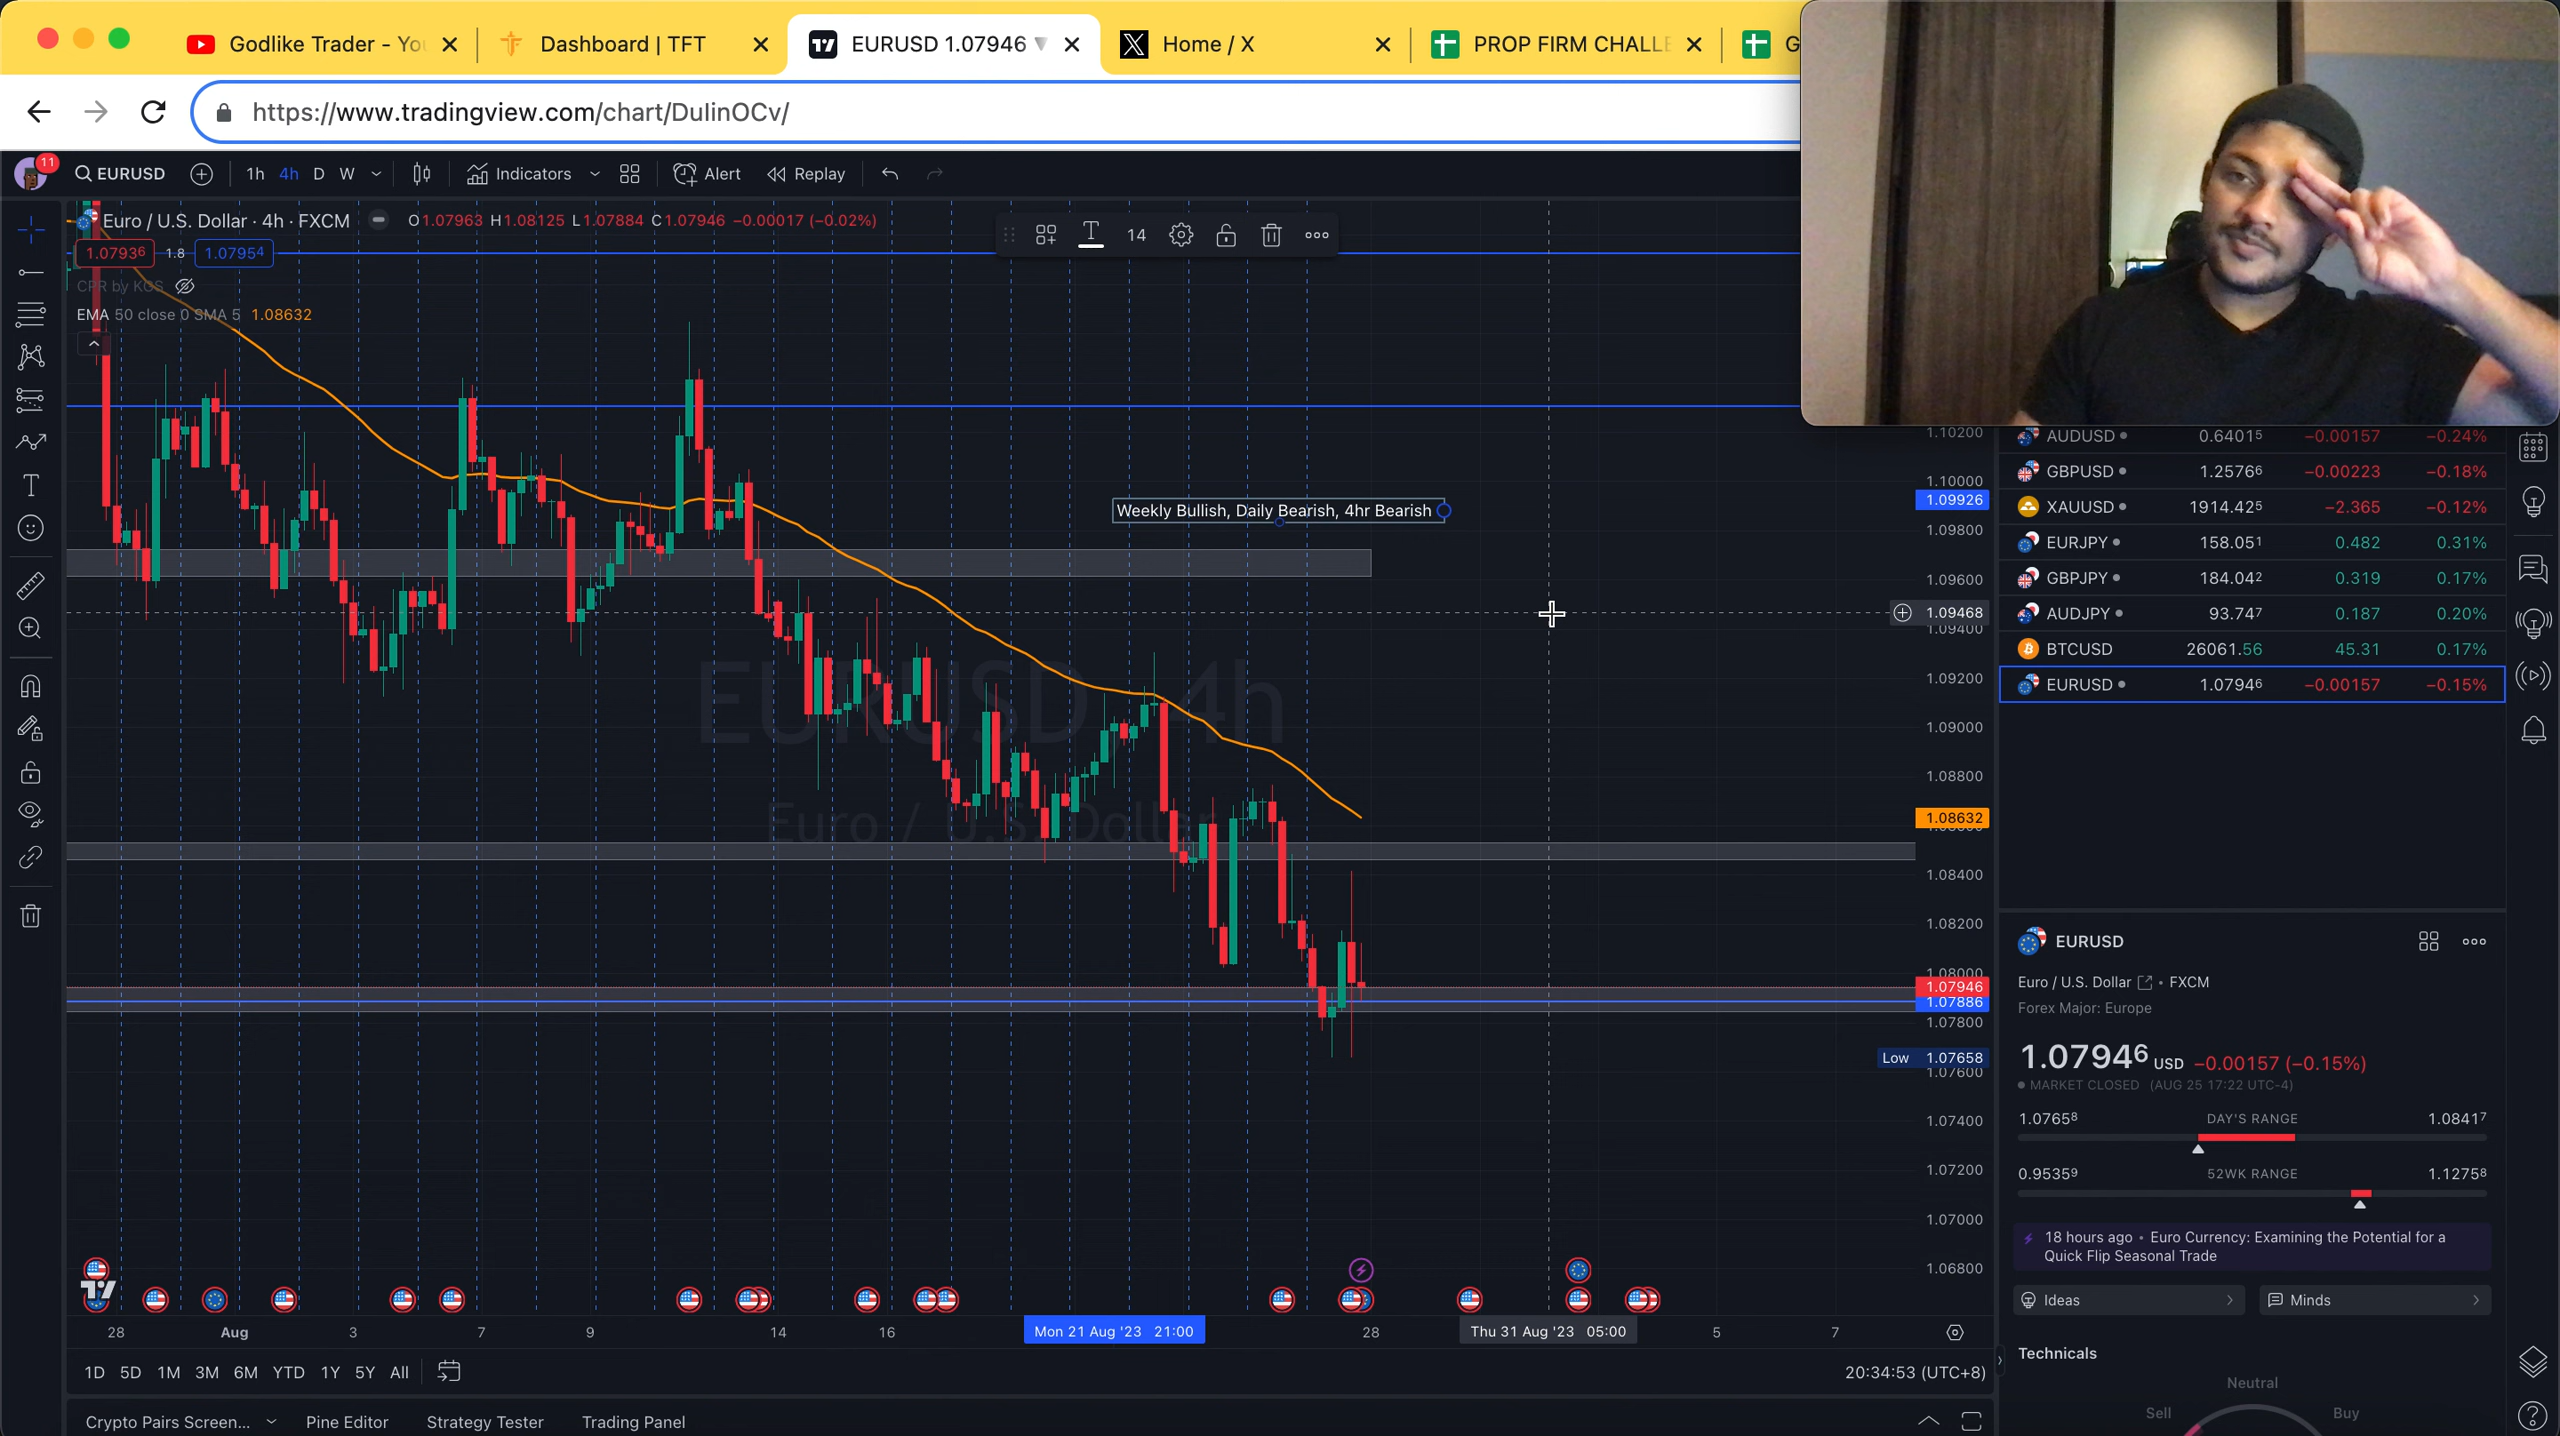 Godlike Trader - You
Dashboard | TFT
EURUSD 1.07946
Home / X
PROP FIRM CHALLE
G
https://www.tradingview.com/chart/DulinOCv/
11
EURUSD
1h 4h D W
Indicators
Alert
Replay
Euro / U.S. Dollar · 4h · FXCM
O1.07963 H1.08125 L1.07884 C1.07946 −0.00017 (−0.02%)
1.07936 1.8 1.07954
14
CPR by KGS
EMA 50 close 0 SMA 5 1.08632
Weekly Bullish, Daily Bearish, 4hr Bearish
EURUSD 4h
Euro / U.S. Dollar
1.10200
1.10000
1.09926
1.09800
1.09600
1.09468
1.09400
1.09200
1.09000
1.08800
1.08632
1.08400
1.08200
1.08000
1.07946
1.07886
1.07800
Low 1.07658
1.07600
1.07400
1.07200
1.07000
1.06800
28 Aug 3 7 9 14 16 Mon 21 Aug '23 21:00 28 Thu 31 Aug '23 05:00 5 7
1D 5D 1M 3M 6M YTD 1Y 5Y All
20:34:53 (UTC+8)
Crypto Pairs Screen... Pine Editor Strategy Tester Trading Panel
AUDUSD 0.64015 −0.00157 −0.24%
GBPUSD 1.25766 −0.00223 −0.18%
XAUUSD 1914.425 −2.365 −0.12%
EURJPY 158.051 0.482 0.31%
GBPJPY 184.042 0.319 0.17%
AUDJPY 93.747 0.187 0.20%
BTCUSD 26061.56 45.31 0.17%
EURUSD 1.07946 −0.00157 −0.15%
EURUSD
Euro / U.S. Dollar • FXCM
Forex Major: Europe
1.07946 USD −0.00157 (−0.15%)
MARKET CLOSED (AUG 25 17:22 UTC-4)
1.07658 DAY'S RANGE 1.08417
0.95359 52WK RANGE 1.12758
18 hours ago • Euro Currency: Examining the Potential for a
Quick Flip Seasonal Trade
Ideas
Minds
Technicals
Neutral
Sell
Buy